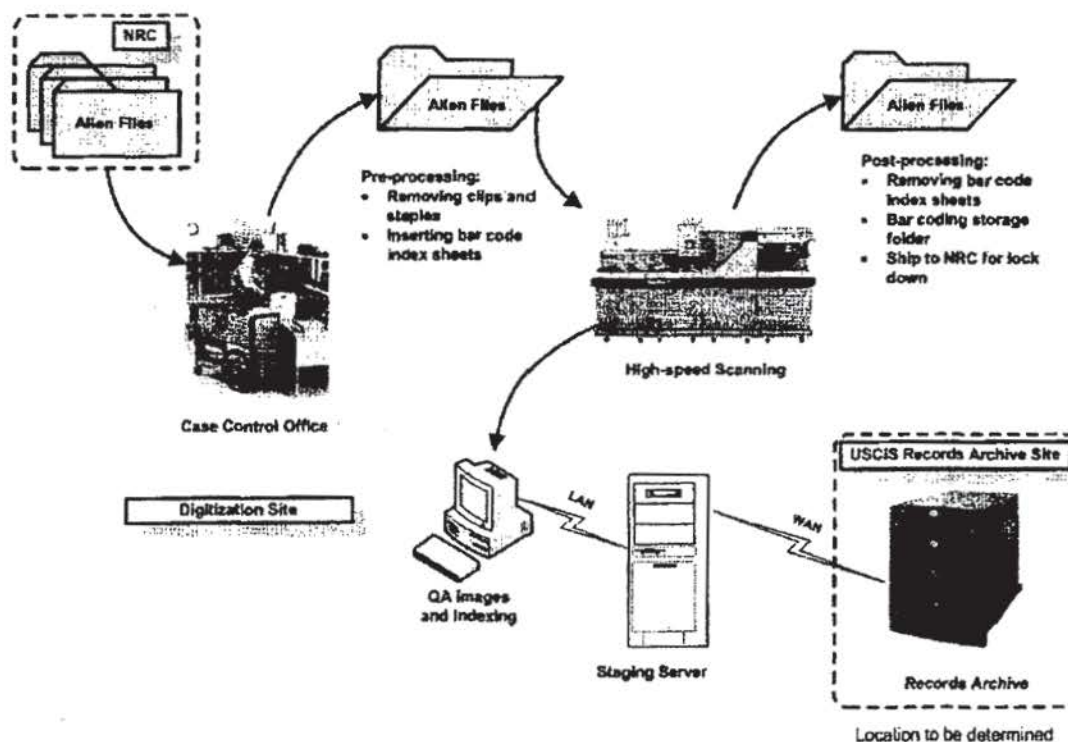 NRC
Alien Files
Alien Files
Alien Files
Pre-processing:
• Removing clips and
staples
• Inserting bar code
index sheets
Post-processing:
• Removing bar code
index sheets
• Bar coding storage
folder
• Ship to NRC for lock
down
High-speed Scanning
Case Control Office
Digitization Site
LAN
WAN
USCIS Records Archive Site
QA images
and Indexing
Staging Server
Records Archive
Location to be determined